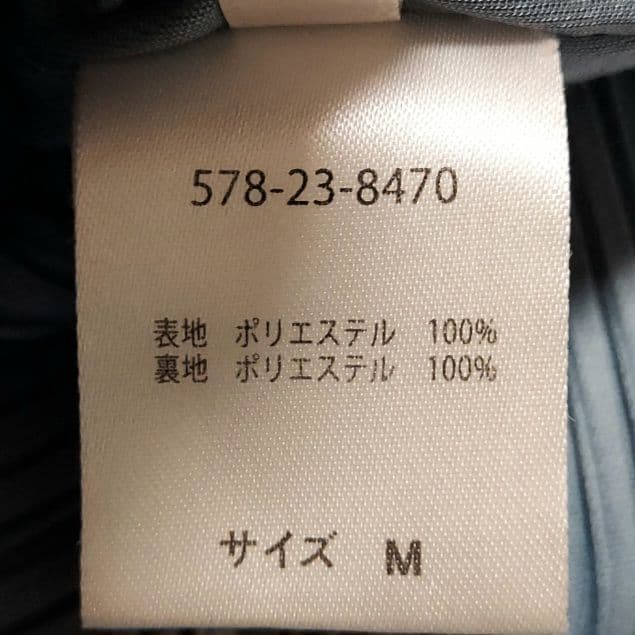 578-23-8470
表地 ポリエステル 100%
裏地 ポリエステル 100%
サイズ M